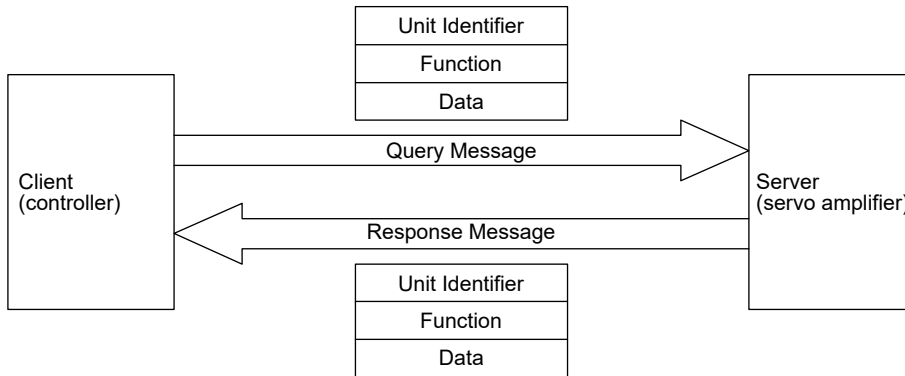 Unit Identifier
Function
Data
Query Message
Client
(controller)
Server
(servo amplifier)
Response Message
Unit Identifier
Function
Data